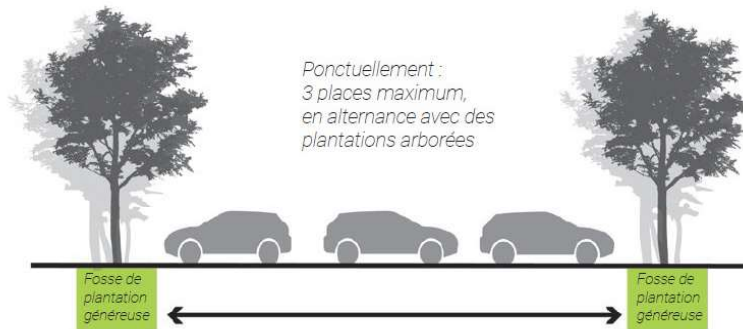 Ponctuellement :
3 places maximum,
en alternance avec des
plantations arborées
Fosse de
plantation
généreuse
Fosse de
plantation
généreuse